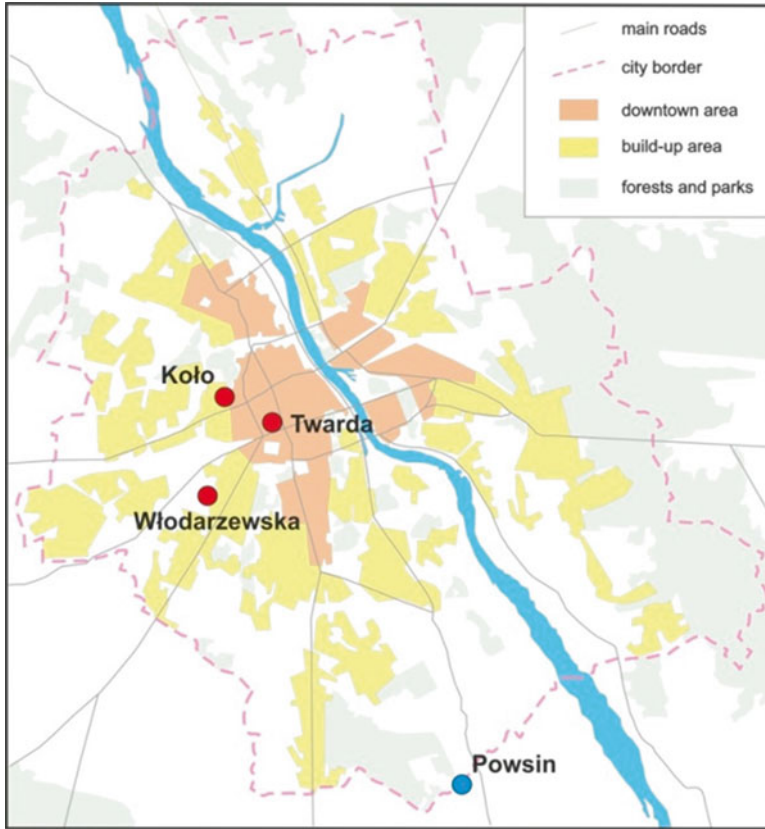 main roads
city border
downtown area
build-up area
forests and parks
Koło
Twarda
Włodarzewska
Powsin